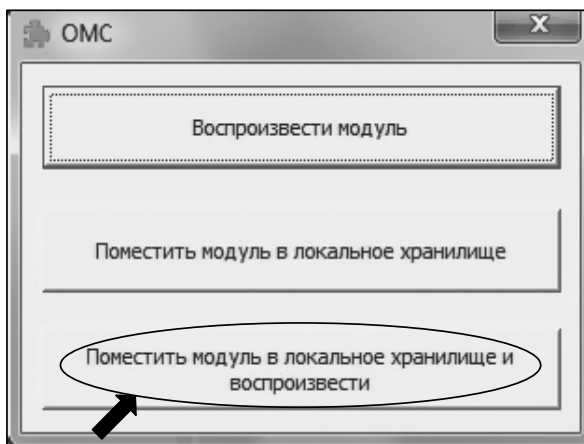 ОМС
Воспроизвести модуль
Поместить модуль в локальное хранилище
Поместить модуль в локальное хранилище и
воспроизвести